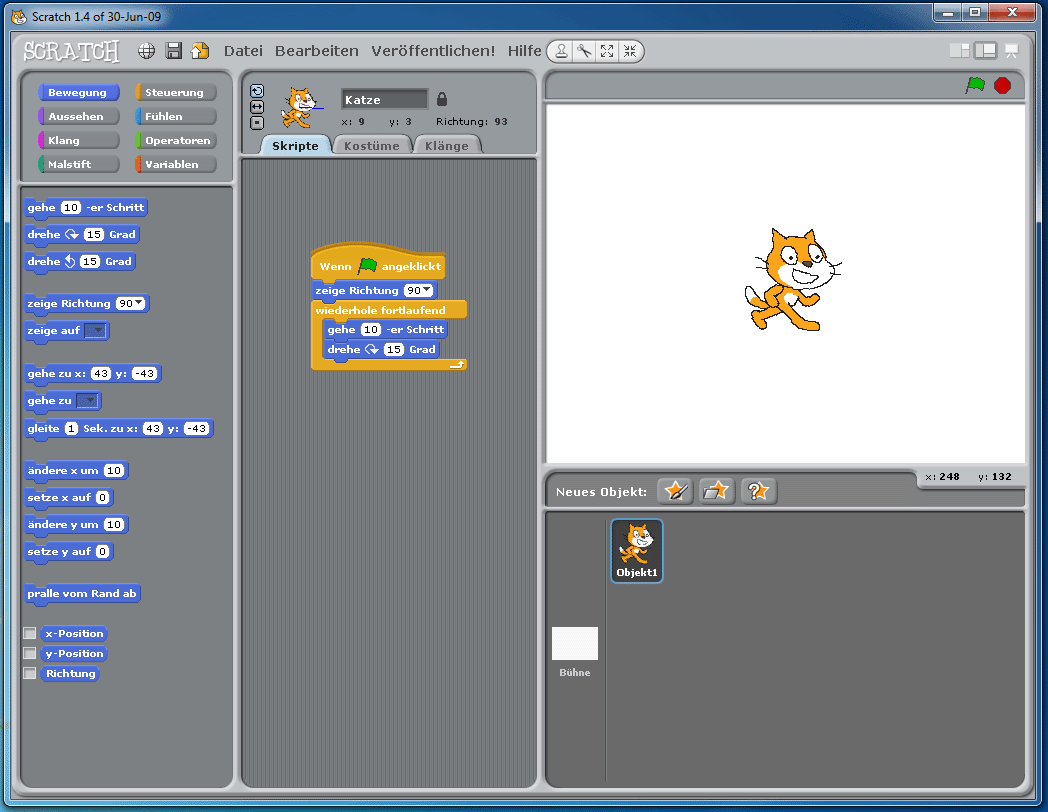 Scratch 1.4 of 30-Jun-09
SCRATCH Datei Bearbeiten Veröffentlichen! Hilfe
Bewegung Steuerung
Aussehen Fühlen
Klang Operatoren
Malstift Variablen
gehe 10 -er Schritt
drehe 15 Grad
drehe 15 Grad
zeige Richtung 90
zeige auf
gehe zu x: 43 y: -43
gehe zu
gleite 1 Sek. zu x: 43 y: -43
ändere x um 10
setze x auf 0
ändere y um 10
setze y auf 0
pralle vom Rand ab
x-Position
y-Position
Richtung
Katze
x: 9 y: 3 Richtung: 93
Skripte Kostüme Klänge
Wenn angeklickt
zeige Richtung 90
wiederhole fortlaufend
gehe 10 -er Schritt
drehe 15 Grad
x: 248 y: 132
Neues Objekt:
Objekt1
Bühne